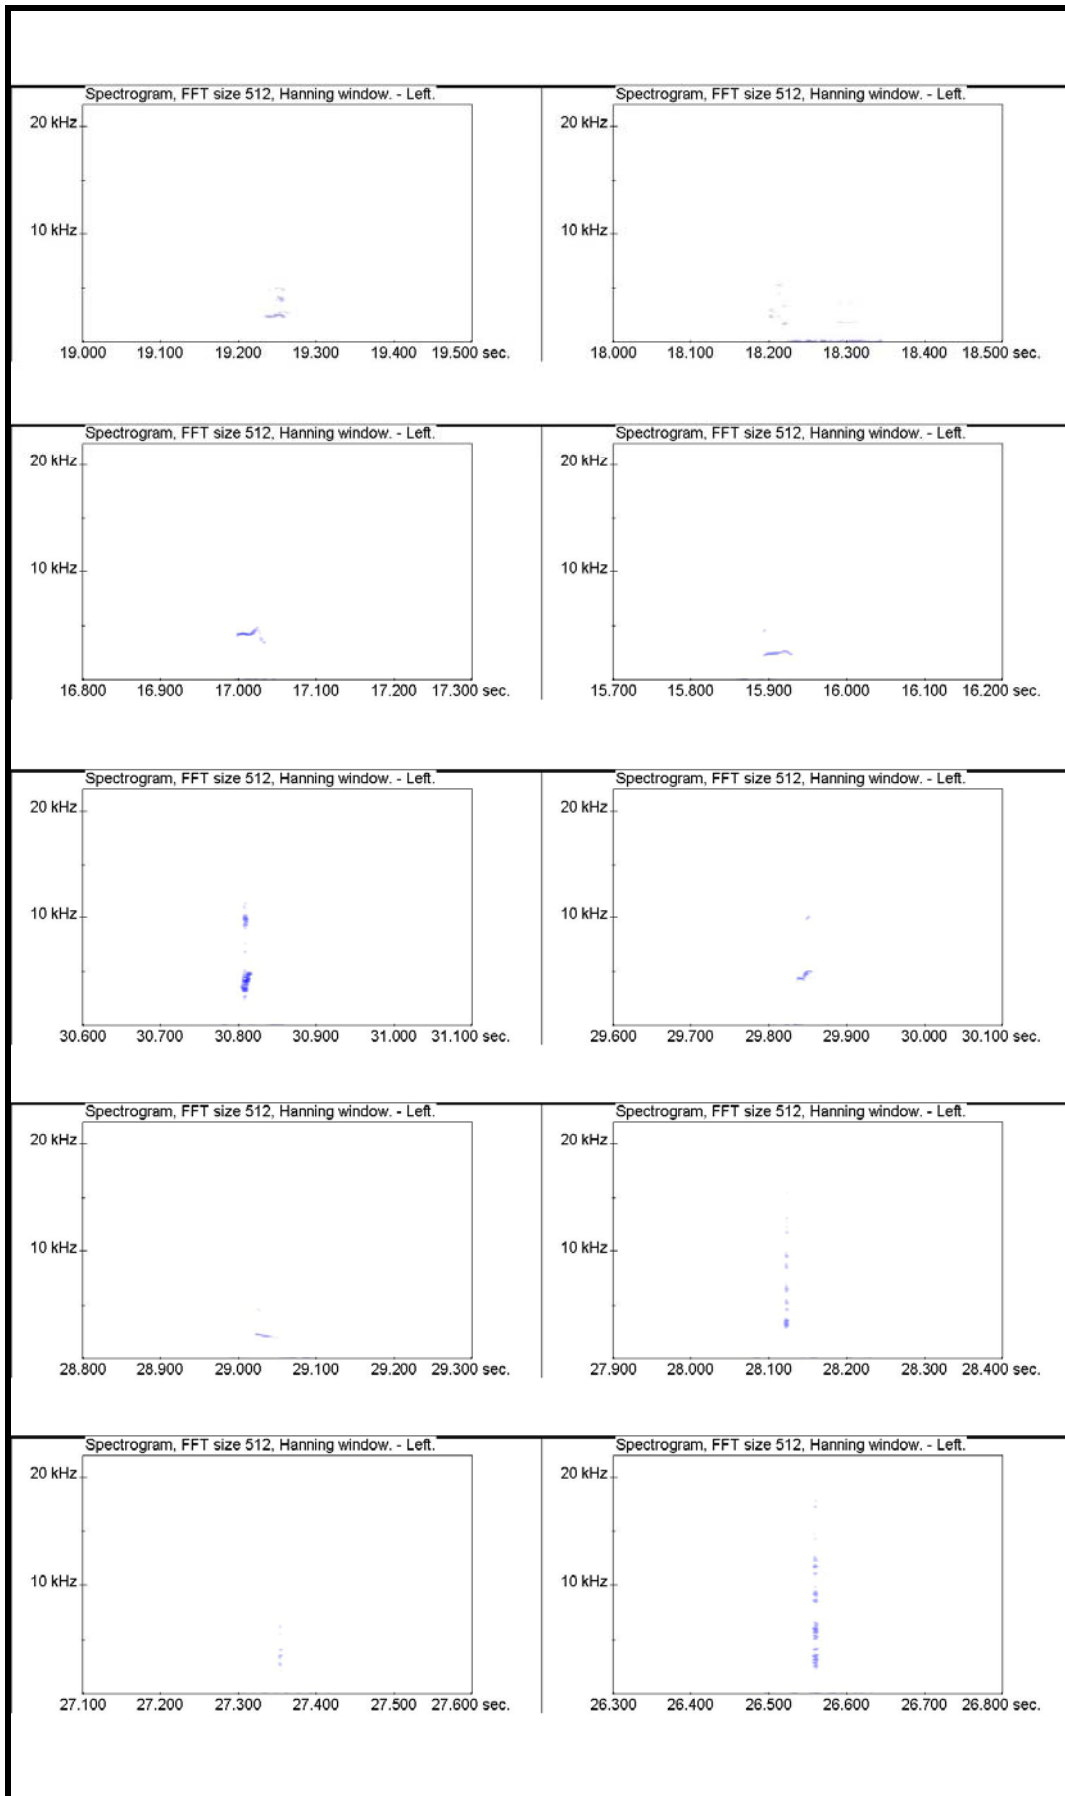 Spectrogram, FFT size 512, Hanning window. - Left.
20 kHz
10 kHz
19.000 19.100 19.200 19.300 19.400 19.500 sec.
Spectrogram, FFT size 512, Hanning window. - Left.
20 kHz
10 kHz
18.000 18.100 18.200 18.300 18.400 18.500 sec.
Spectrogram, FFT size 512, Hanning window. - Left.
20 kHz
10 kHz
16.800 16.900 17.000 17.100 17.200 17.300 sec.
Spectrogram, FFT size 512, Hanning window. - Left.
20 kHz
10 kHz
15.700 15.800 15.900 16.000 16.100 16.200 sec.
Spectrogram, FFT size 512, Hanning window. - Left.
20 kHz
10 kHz
30.600 30.700 30.800 30.900 31.000 31.100 sec.
Spectrogram, FFT size 512, Hanning window. - Left.
20 kHz
10 kHz
29.600 29.700 29.800 29.900 30.000 30.100 sec.
Spectrogram, FFT size 512, Hanning window. - Left.
20 kHz
10 kHz
28.800 28.900 29.000 29.100 29.200 29.300 sec.
Spectrogram, FFT size 512, Hanning window. - Left.
20 kHz
10 kHz
27.900 28.000 28.100 28.200 28.300 28.400 sec.
Spectrogram, FFT size 512, Hanning window. - Left.
20 kHz
10 kHz
27.100 27.200 27.300 27.400 27.500 27.600 sec.
Spectrogram, FFT size 512, Hanning window. - Left.
20 kHz
10 kHz
26.300 26.400 26.500 26.600 26.700 26.800 sec.